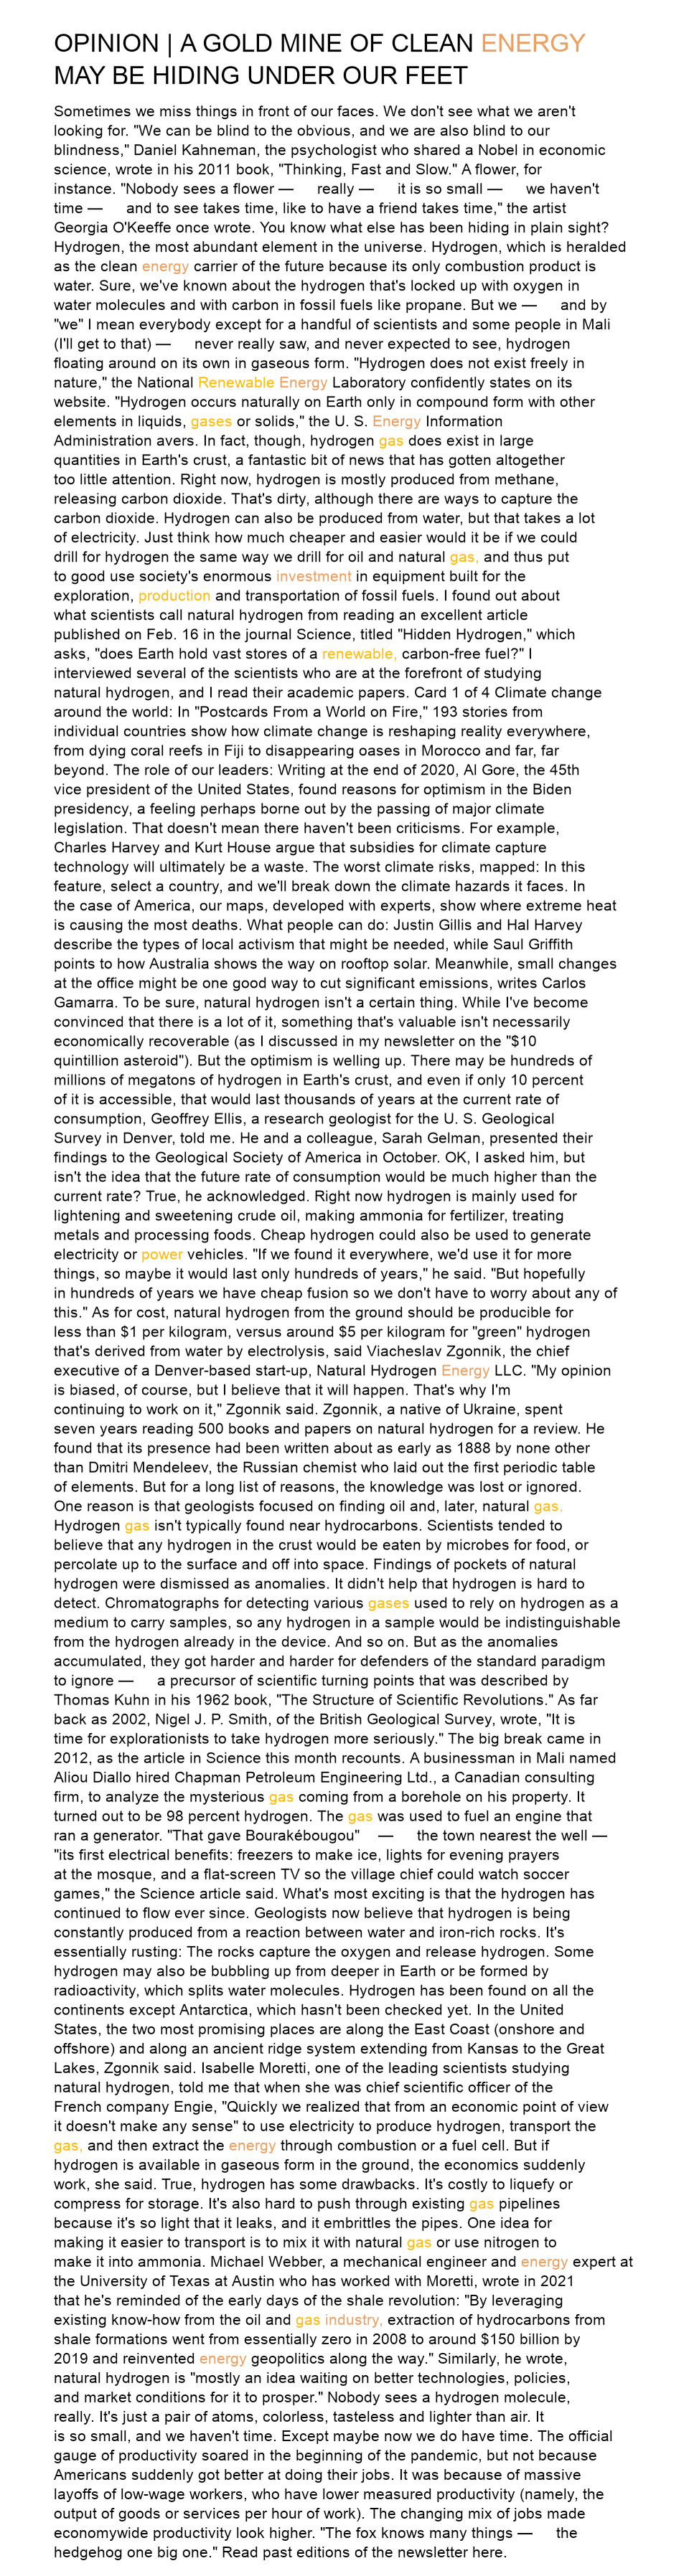 OPINION | A GOLD MINE OF CLEAN ENERGY
MAY BE HIDING UNDER OUR FEET
Sometimes we miss things in front of our faces. We don't see what we aren't
looking for. "We can be blind to the obvious, and we are also blind to our
blindness," Daniel Kahneman, the psychologist who shared a Nobel in economic
science, wrote in his 2011 book, "Thinking, Fast and Slow." A flower, for
instance. "Nobody sees a flower — really — it is so small — we haven't
time — and to see takes time, like to have a friend takes time," the artist
Georgia O'Keeffe once wrote. You know what else has been hiding in plain sight?
Hydrogen, the most abundant element in the universe. Hydrogen, which is heralded
as the clean energy carrier of the future because its only combustion product is
water. Sure, we've known about the hydrogen that's locked up with oxygen in
water molecules and with carbon in fossil fuels like propane. But we — and by
"we" I mean everybody except for a handful of scientists and some people in Mali
(I'll get to that) — never really saw, and never expected to see, hydrogen
floating around on its own in gaseous form. "Hydrogen does not exist freely in
nature," the National Renewable Energy Laboratory confidently states on its
website. "Hydrogen occurs naturally on Earth only in compound form with other
elements in liquids, gases or solids," the U. S. Energy Information
Administration avers. In fact, though, hydrogen gas does exist in large
quantities in Earth's crust, a fantastic bit of news that has gotten altogether
too little attention. Right now, hydrogen is mostly produced from methane,
releasing carbon dioxide. That's dirty, although there are ways to capture the
carbon dioxide. Hydrogen can also be produced from water, but that takes a lot
of electricity. Just think how much cheaper and easier would it be if we could
drill for hydrogen the same way we drill for oil and natural gas, and thus put
to good use society's enormous investment in equipment built for the
exploration, production and transportation of fossil fuels. I found out about
what scientists call natural hydrogen from reading an excellent article
published on Feb. 16 in the journal Science, titled "Hidden Hydrogen," which
asks, "does Earth hold vast stores of a renewable, carbon-free fuel?" I
interviewed several of the scientists who are at the forefront of studying
natural hydrogen, and I read their academic papers. Card 1 of 4 Climate change
around the world: In "Postcards From a World on Fire," 193 stories from
individual countries show how climate change is reshaping reality everywhere,
from dying coral reefs in Fiji to disappearing oases in Morocco and far, far
beyond. The role of our leaders: Writing at the end of 2020, Al Gore, the 45th
vice president of the United States, found reasons for optimism in the Biden
presidency, a feeling perhaps borne out by the passing of major climate
legislation. That doesn't mean there haven't been criticisms. For example,
Charles Harvey and Kurt House argue that subsidies for climate capture
technology will ultimately be a waste. The worst climate risks, mapped: In this
feature, select a country, and we'll break down the climate hazards it faces. In
the case of America, our maps, developed with experts, show where extreme heat
is causing the most deaths. What people can do: Justin Gillis and Hal Harvey
describe the types of local activism that might be needed, while Saul Griffith
points to how Australia shows the way on rooftop solar. Meanwhile, small changes
at the office might be one good way to cut significant emissions, writes Carlos
Gamarra. To be sure, natural hydrogen isn't a certain thing. While I've become
convinced that there is a lot of it, something that's valuable isn't necessarily
economically recoverable (as I discussed in my newsletter on the "$10
quintillion asteroid"). But the optimism is welling up. There may be hundreds of
millions of megatons of hydrogen in Earth's crust, and even if only 10 percent
of it is accessible, that would last thousands of years at the current rate of
consumption, Geoffrey Ellis, a research geologist for the U. S. Geological
Survey in Denver, told me. He and a colleague, Sarah Gelman, presented their
findings to the Geological Society of America in October. OK, I asked him, but
isn't the idea that the future rate of consumption would be much higher than the
current rate? True, he acknowledged. Right now hydrogen is mainly used for
lightening and sweetening crude oil, making ammonia for fertilizer, treating
metals and processing foods. Cheap hydrogen could also be used to generate
electricity or power vehicles. "If we found it everywhere, we'd use it for more
things, so maybe it would last only hundreds of years," he said. "But hopefully
in hundreds of years we have cheap fusion so we don't have to worry about any of
this." As for cost, natural hydrogen from the ground should be producible for
less than $1 per kilogram, versus around $5 per kilogram for "green" hydrogen
that's derived from water by electrolysis, said Viacheslav Zgonnik, the chief
executive of a Denver-based start-up, Natural Hydrogen Energy LLC. "My opinion
is biased, of course, but I believe that it will happen. That's why I'm
continuing to work on it," Zgonnik said. Zgonnik, a native of Ukraine, spent
seven years reading 500 books and papers on natural hydrogen for a review. He
found that its presence had been written about as early as 1888 by none other
than Dmitri Mendeleev, the Russian chemist who laid out the first periodic table
of elements. But for a long list of reasons, the knowledge was lost or ignored.
One reason is that geologists focused on finding oil and, later, natural gas.
Hydrogen gas isn't typically found near hydrocarbons. Scientists tended to
believe that any hydrogen in the crust would be eaten by microbes for food, or
percolate up to the surface and off into space. Findings of pockets of natural
hydrogen were dismissed as anomalies. It didn't help that hydrogen is hard to
detect. Chromatographs for detecting various gases used to rely on hydrogen as a
medium to carry samples, so any hydrogen in a sample would be indistinguishable
from the hydrogen already in the device. And so on. But as the anomalies
accumulated, they got harder and harder for defenders of the standard paradigm
to ignore — a precursor of scientific turning points that was described by
Thomas Kuhn in his 1962 book, "The Structure of Scientific Revolutions." As far
back as 2002, Nigel J. P. Smith, of the British Geological Survey, wrote, "It is
time for explorationists to take hydrogen more seriously." The big break came in
2012, as the article in Science this month recounts. A businessman in Mali named
Aliou Diallo hired Chapman Petroleum Engineering Ltd., a Canadian consulting
firm, to analyze the mysterious gas coming from a borehole on his property. It
turned out to be 98 percent hydrogen. The gas was used to fuel an engine that
ran a generator. "That gave Bourakébougou" — the town nearest the well —
"its first electrical benefits: freezers to make ice, lights for evening prayers
at the mosque, and a flat-screen TV so the village chief could watch soccer
games," the Science article said. What's most exciting is that the hydrogen has
continued to flow ever since. Geologists now believe that hydrogen is being
constantly produced from a reaction between water and iron-rich rocks. It's
essentially rusting: The rocks capture the oxygen and release hydrogen. Some
hydrogen may also be bubbling up from deeper in Earth or be formed by
radioactivity, which splits water molecules. Hydrogen has been found on all the
continents except Antarctica, which hasn't been checked yet. In the United
States, the two most promising places are along the East Coast (onshore and
offshore) and along an ancient ridge system extending from Kansas to the Great
Lakes, Zgonnik said. Isabelle Moretti, one of the leading scientists studying
natural hydrogen, told me that when she was chief scientific officer of the
French company Engie, "Quickly we realized that from an economic point of view
it doesn't make any sense" to use electricity to produce hydrogen, transport the
gas, and then extract the energy through combustion or a fuel cell. But if
hydrogen is available in gaseous form in the ground, the economics suddenly
work, she said. True, hydrogen has some drawbacks. It's costly to liquefy or
compress for storage. It's also hard to push through existing gas pipelines
because it's so light that it leaks, and it embrittles the pipes. One idea for
making it easier to transport is to mix it with natural gas or use nitrogen to
make it into ammonia. Michael Webber, a mechanical engineer and energy expert at
the University of Texas at Austin who has worked with Moretti, wrote in 2021
that he's reminded of the early days of the shale revolution: "By leveraging
existing know-how from the oil and gas industry, extraction of hydrocarbons from
shale formations went from essentially zero in 2008 to around $150 billion by
2019 and reinvented energy geopolitics along the way." Similarly, he wrote,
natural hydrogen is "mostly an idea waiting on better technologies, policies,
and market conditions for it to prosper." Nobody sees a hydrogen molecule,
really. It's just a pair of atoms, colorless, tasteless and lighter than air. It
is so small, and we haven't time. Except maybe now we do have time. The official
gauge of productivity soared in the beginning of the pandemic, but not because
Americans suddenly got better at doing their jobs. It was because of massive
layoffs of low-wage workers, who have lower measured productivity (namely, the
output of goods or services per hour of work). The changing mix of jobs made
economywide productivity look higher. "The fox knows many things — the
hedgehog one big one." Read past editions of the newsletter here.